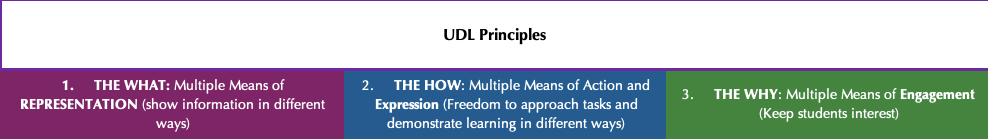 UDL Principles
1. THE WHAT: Multiple Means of
REPRESENTATION (show information in different
ways)
2. THE HOW: Multiple Means of Action and
Expression (Freedom to approach tasks and
demonstrate learning in different ways)
3. THE WHY: Multiple Means of Engagement
(Keep students interest)